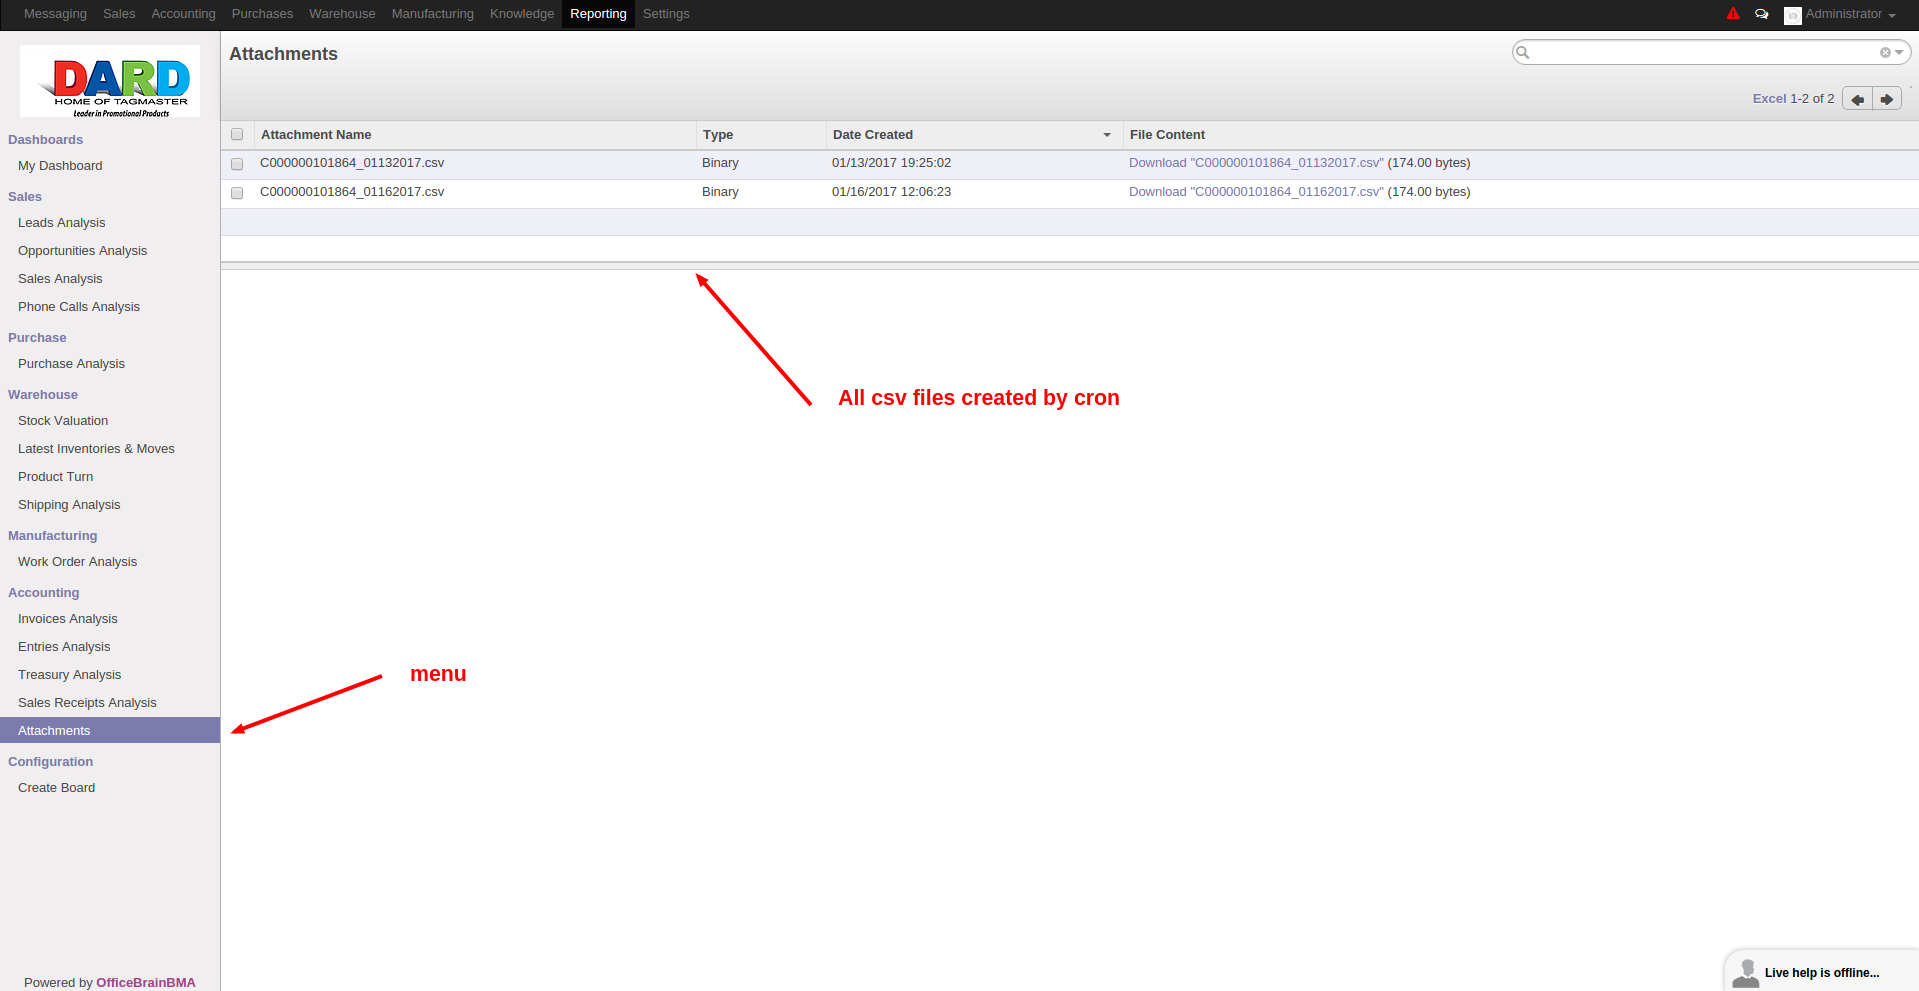 Messaging Sales Accounting Purchases Warehouse Manufacturing Knowledge Reporting Settings Administrator
DARD
HOME OF TAGMASTER
Leader in Promotional Products
Attachments
Excel 1-2 of 2
Attachment Name Type Date Created File Content
C000000101864_01132017.csv Binary 01/13/2017 19:25:02 Download "C000000101864_01132017.csv" (174.00 bytes)
C000000101864_01162017.csv Binary 01/16/2017 12:06:23 Download "C000000101864_01162017.csv" (174.00 bytes)
Dashboards
My Dashboard
Sales
Leads Analysis
Opportunities Analysis
Sales Analysis
Phone Calls Analysis
Purchase
Purchase Analysis
Warehouse
Stock Valuation
Latest Inventories & Moves
Product Turn
Shipping Analysis
Manufacturing
Work Order Analysis
Accounting
Invoices Analysis
Entries Analysis
Treasury Analysis
Sales Receipts Analysis
Attachments
Configuration
Create Board
Powered by OfficeBrainBMA
All csv files created by cron
menu
Live help is offline...